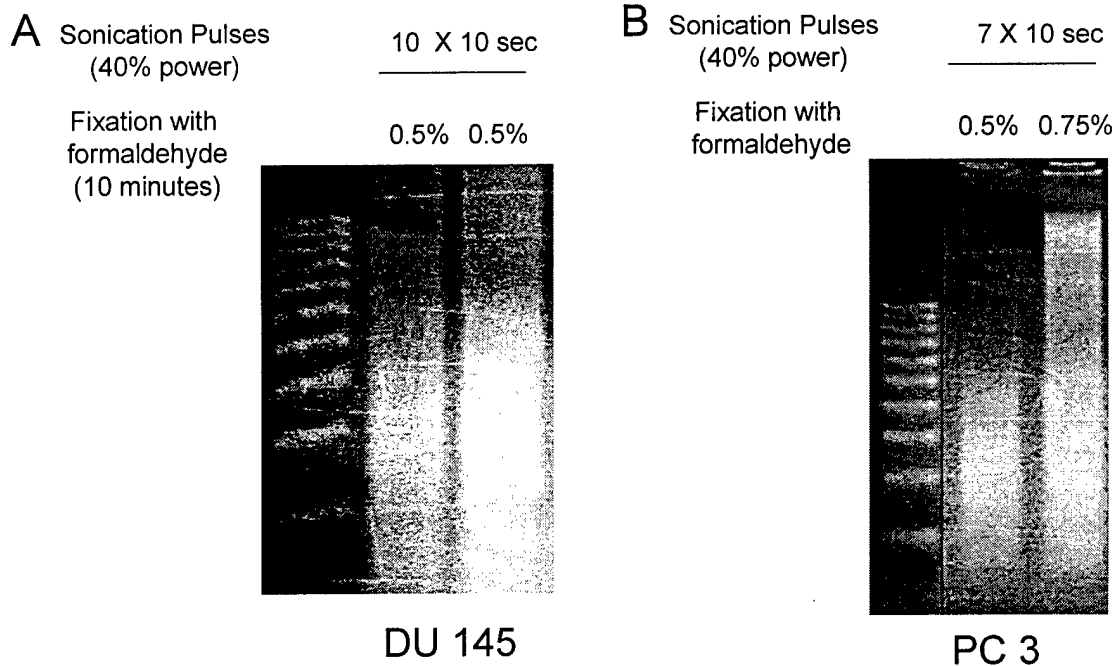 A
Sonication Pulses
(40% power)
10 X 10 sec
Fixation with
formaldehyde
(10 minutes)
0.5% 0.5%
DU 145
B
Sonication Pulses
(40% power)
7 X 10 sec
Fixation with
formaldehyde
0.5% 0.75%
PC 3